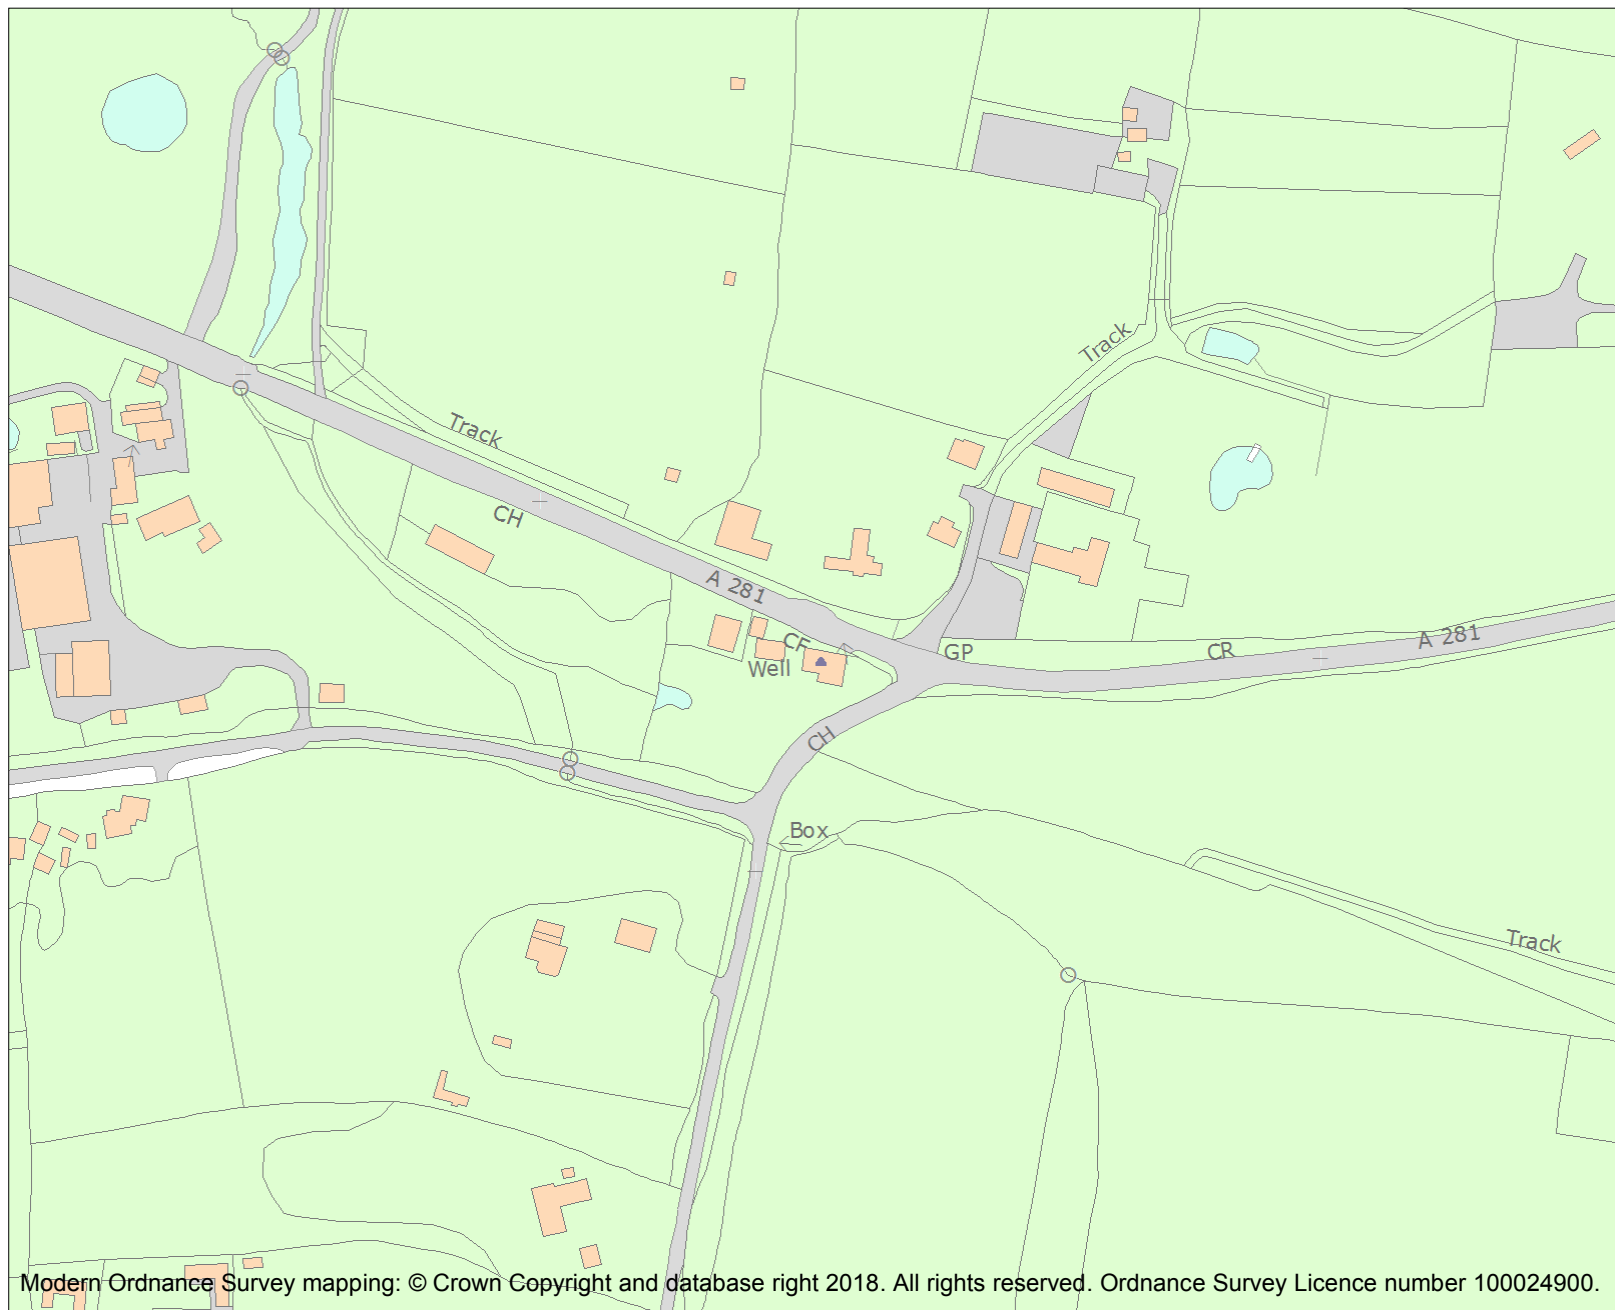 Track
Track
CH
A 281
CF
Well
GP
CR
A 281
CH
Box
Track
Modern Ordnance Survey mapping: © Crown Copyright and database right 2018. All rights reserved. Ordnance Survey Licence number 100024900.